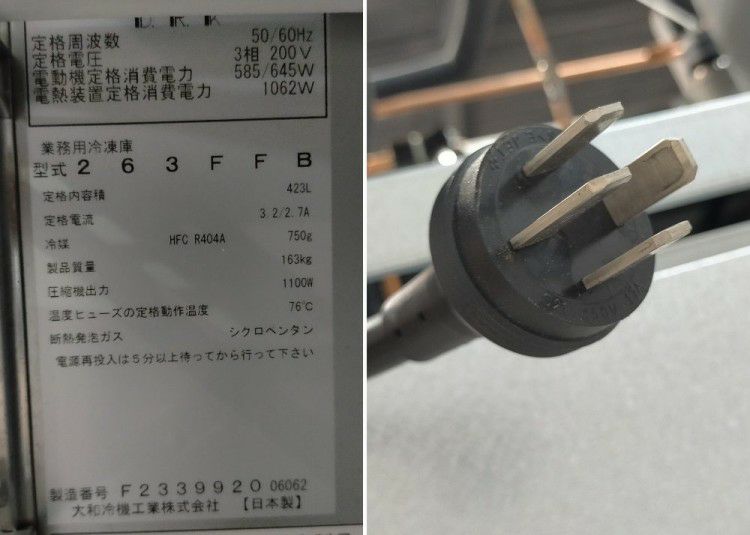 D.R.K
定格周波数 50/60Hz
定格電圧 3相 200V
電動機定格消費電力 585/645W
電熱装置定格消費電力 1062W
業務用冷凍庫
型式 263FFB
定格内容積 423L
定格電流 3.2/2.7A
冷媒 HFC R404A 750g
製品質量 163kg
圧縮機出力 1100W
温度ヒューズの定格動作温度 76℃
断熱発泡ガス シクロペンタン
電源再投入は5分以上待ってから行って下さい
製造番号 F2339920 06062
大和冷機工業株式会社 【日本製】